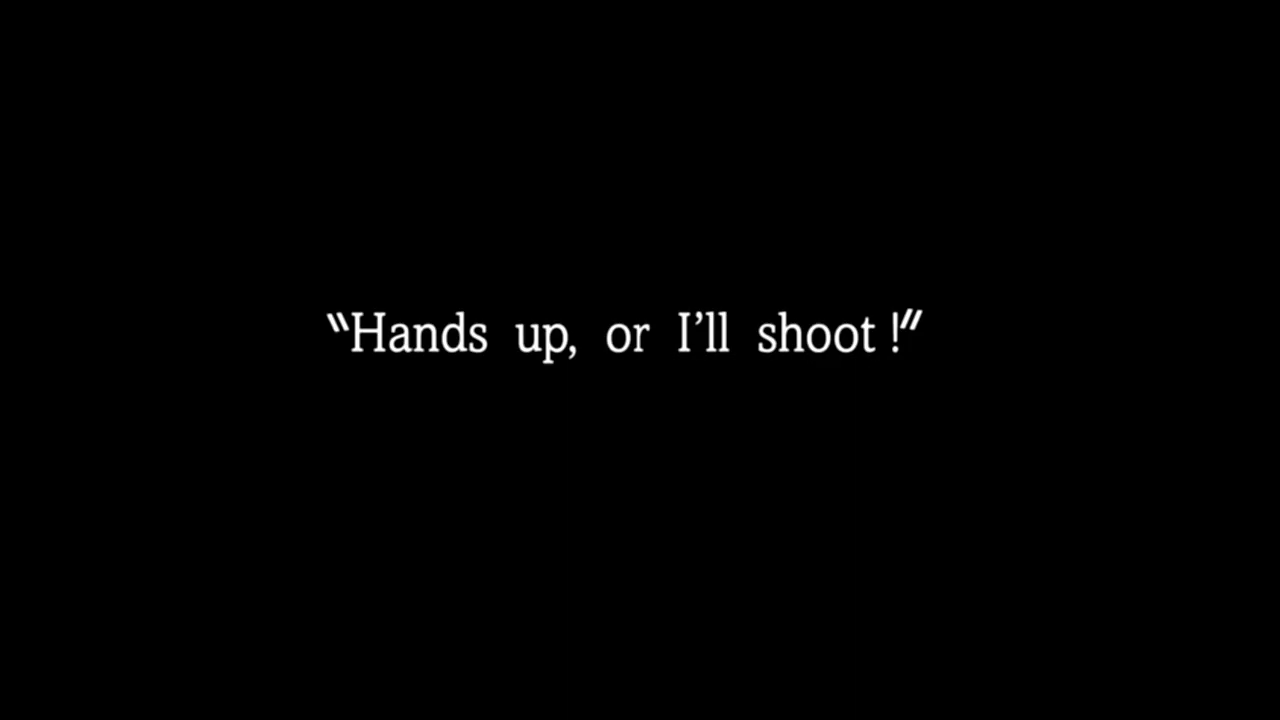 “Hands up, or I’ll shoot !”